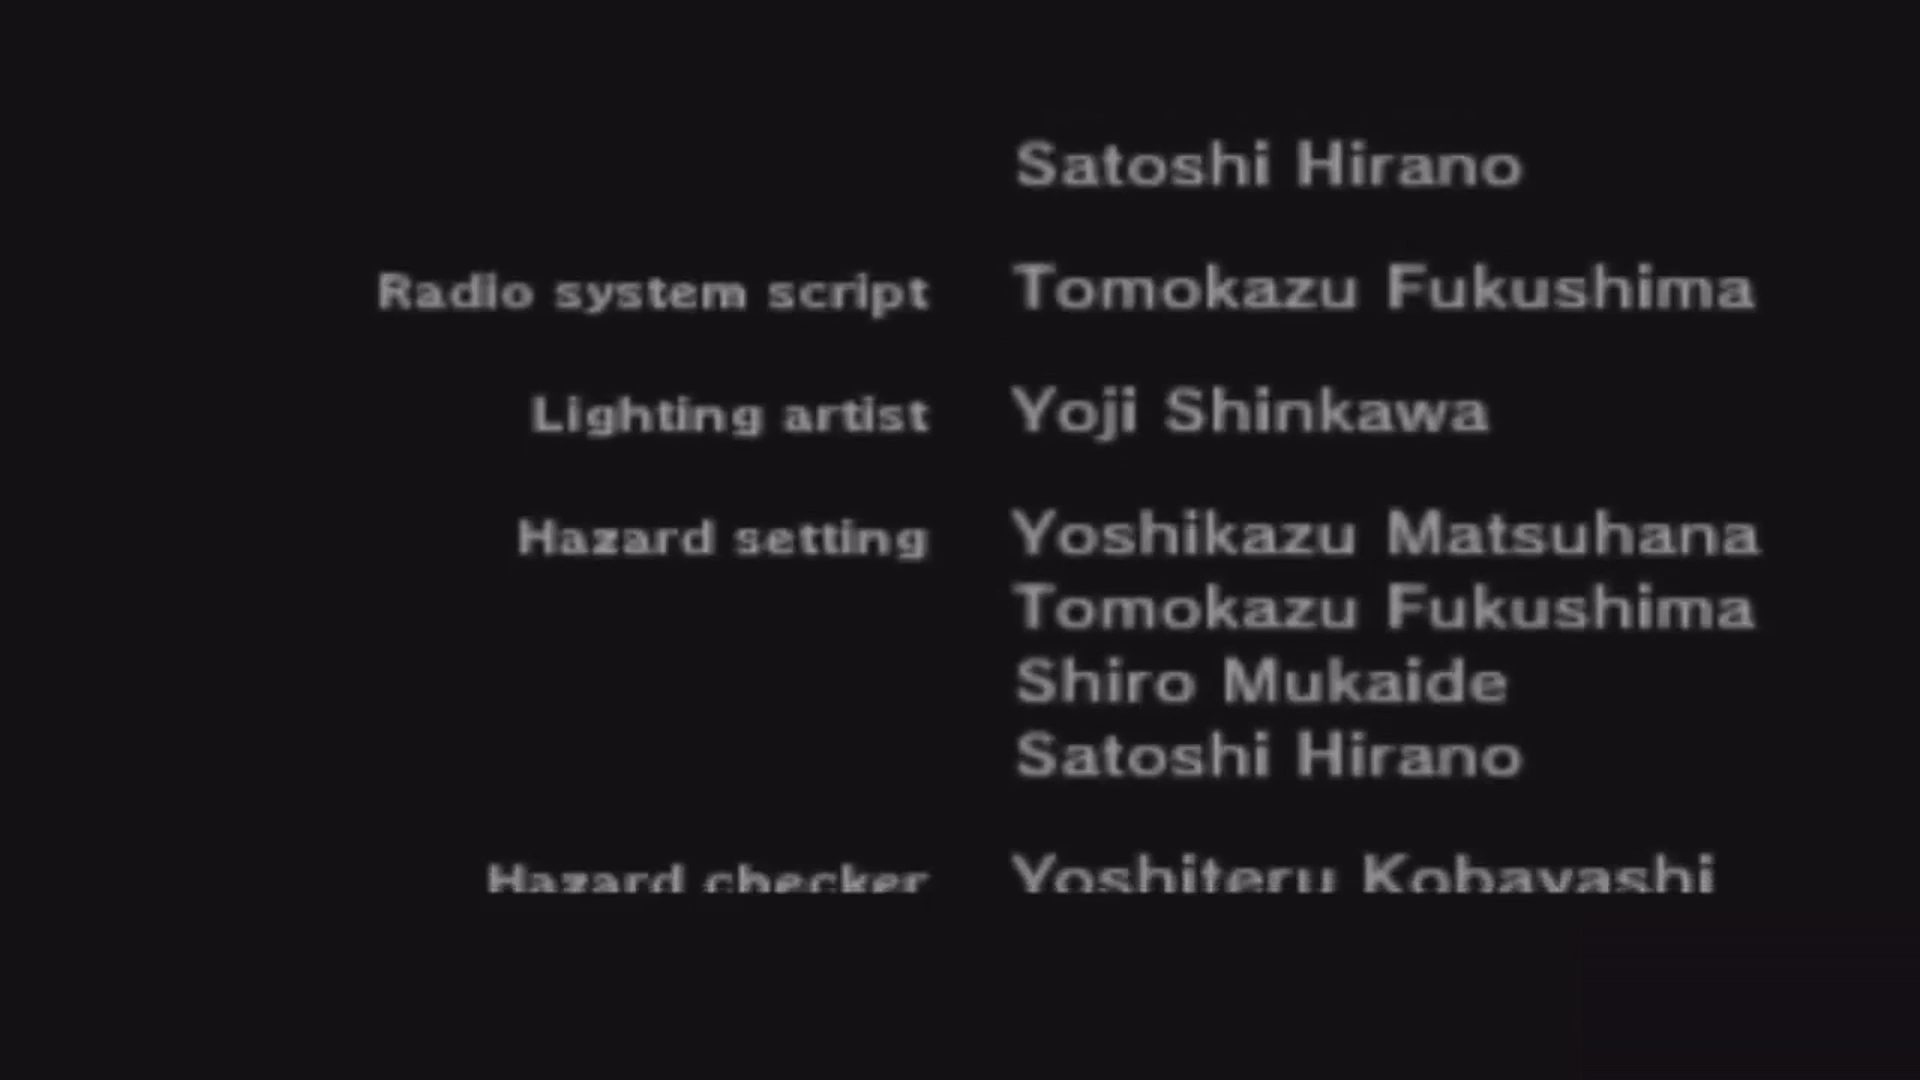 Satoshi Hirano
Radio system script Tomokazu Fukushima
Lighting artist Yoji Shinkawa
Hazard setting Yoshikazu Matsuhana
Tomokazu Fukushima
Shiro Mukaide
Satoshi Hirano
Hazard checker Yoshiteru Kobayashi